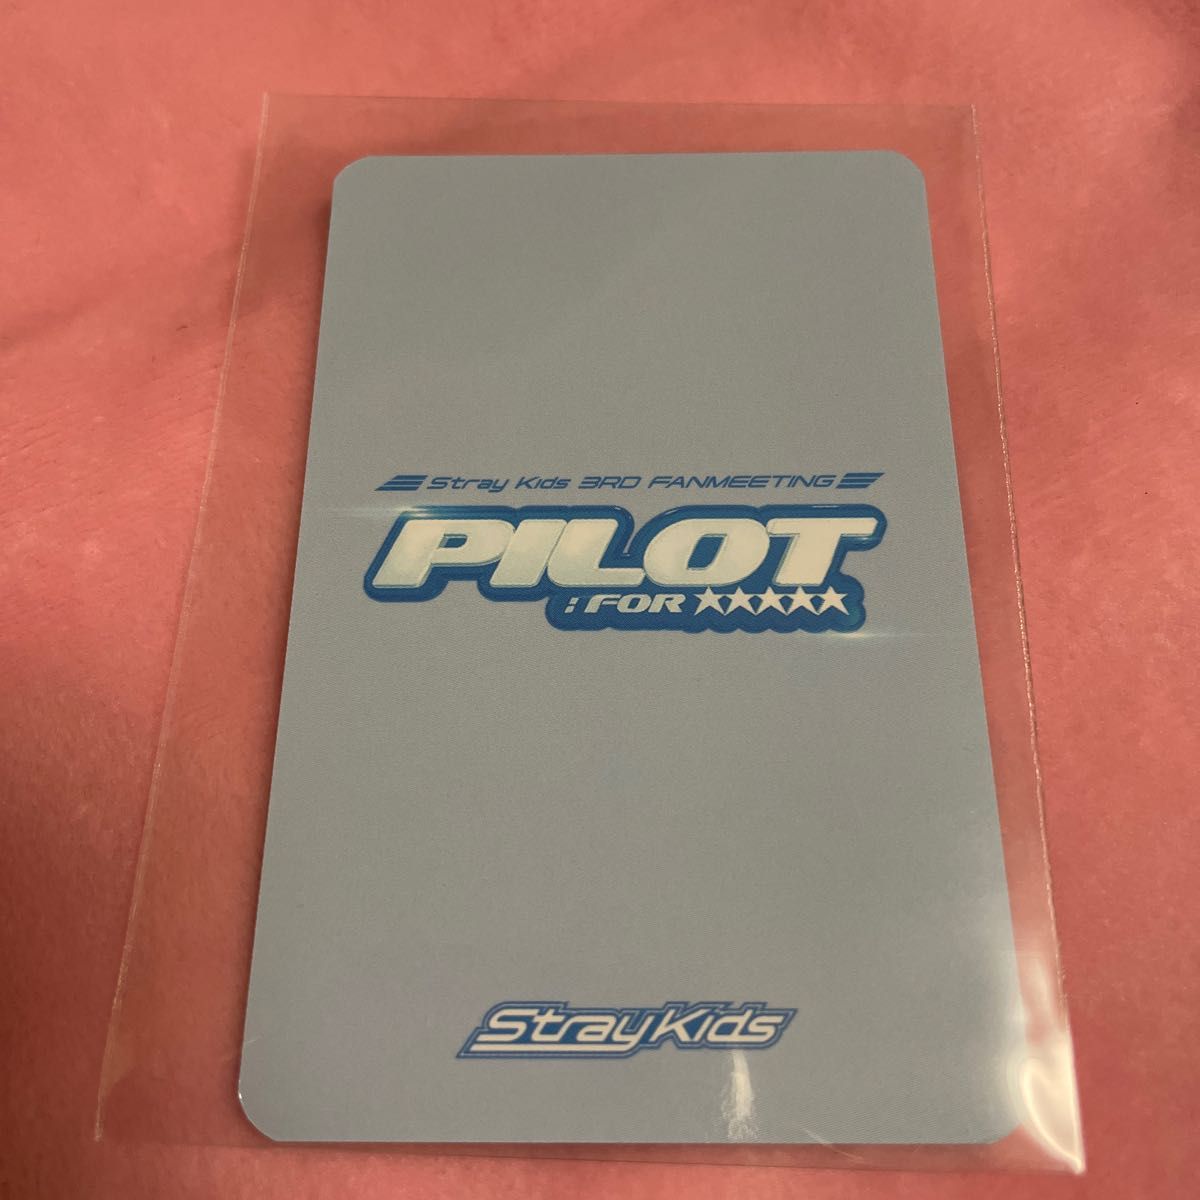 Stray Kids 3RD FANMEETING
PILOT
: FOR ★★★★★
StrayKids